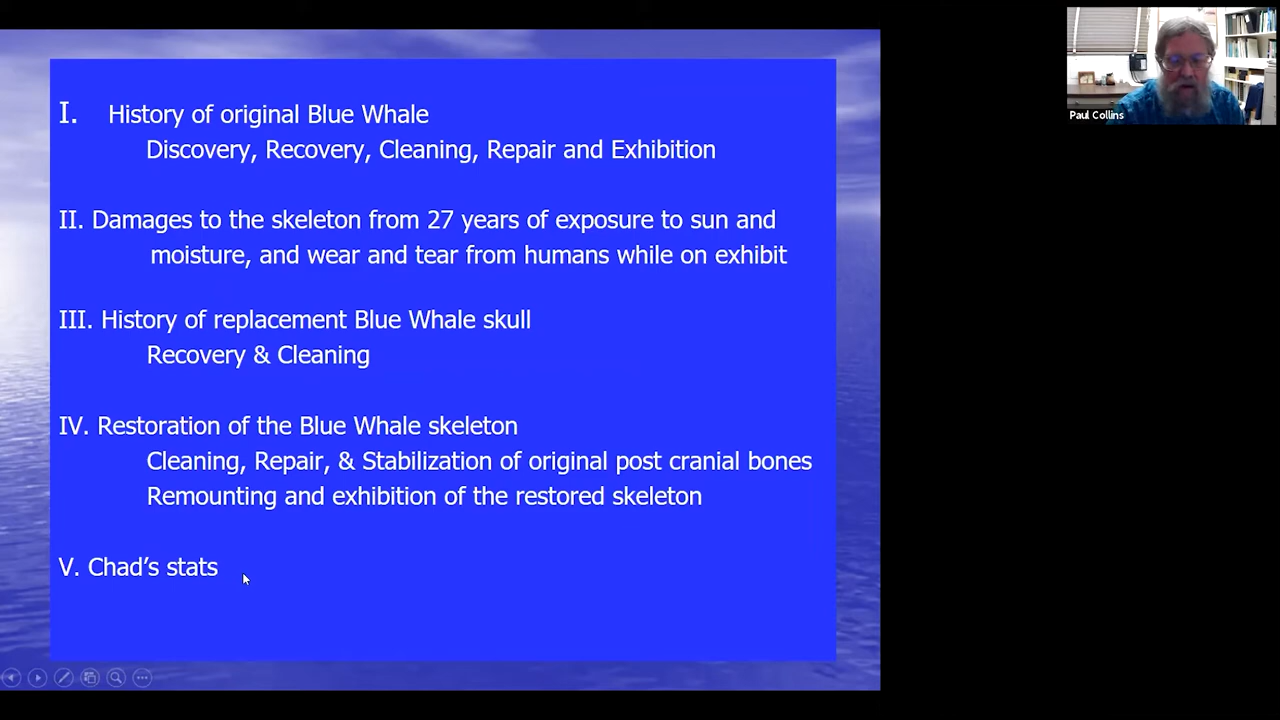 I. History of original Blue Whale
Discovery, Recovery, Cleaning, Repair and Exhibition
II. Damages to the skeleton from 27 years of exposure to sun and
moisture, and wear and tear from humans while on exhibit
III. History of replacement Blue Whale skull
Recovery & Cleaning
IV. Restoration of the Blue Whale skeleton
Cleaning, Repair, & Stabilization of original post cranial bones
Remounting and exhibition of the restored skeleton
V. Chad’s stats
Paul Collins